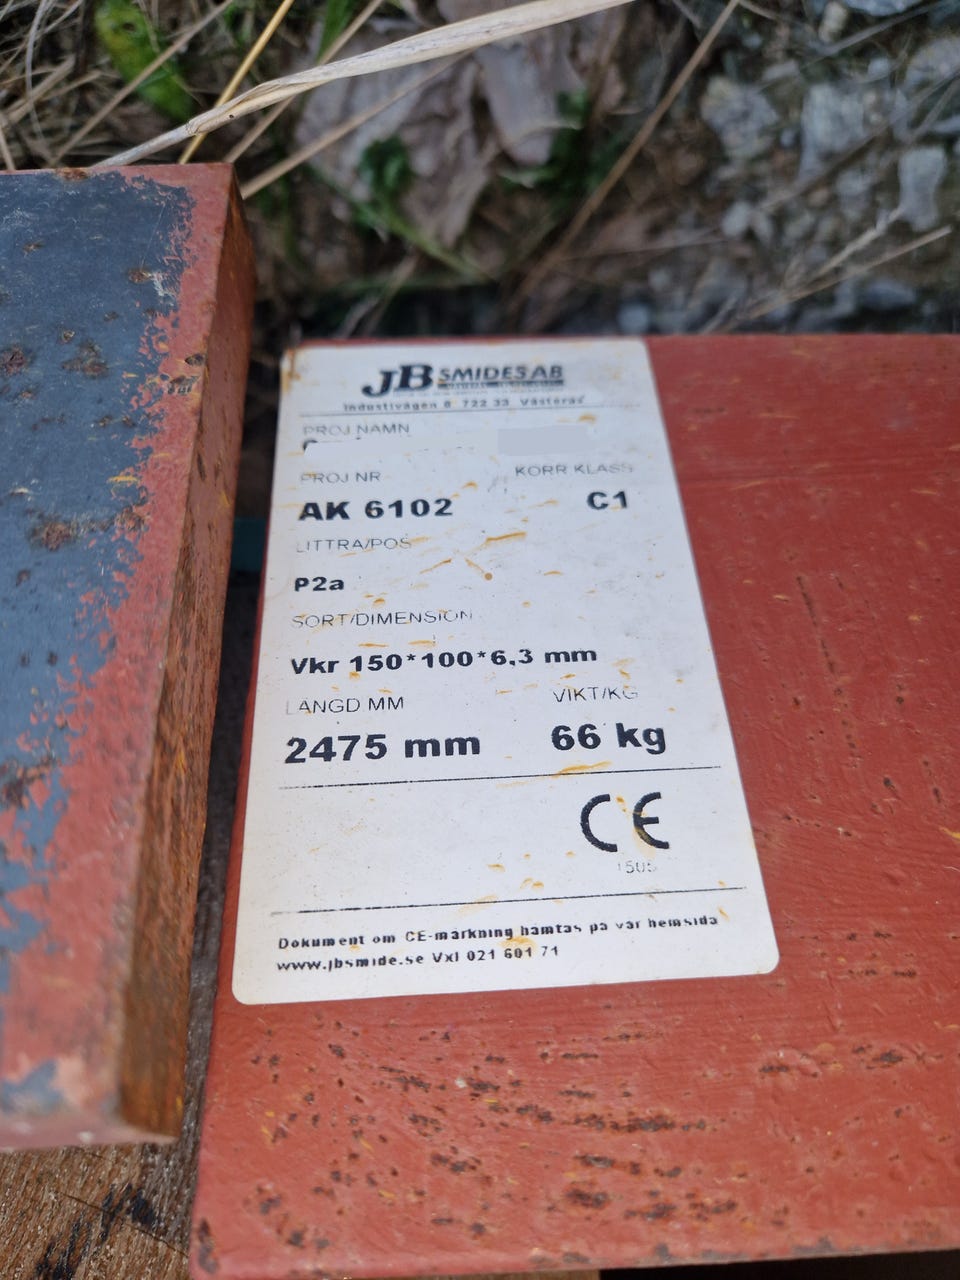 JB SMIDES AB
Industivägen 8 722 33 Västerås
PROJ NAMN
PROJ NR
KORR KLASS
AK 6102
C1
LITTRA/POS
P2a
SORT/DIMENSION
Vkr 150*100*6,3 mm
LÄNGD MM
VIKT/KG
2475 mm
66 kg
CE
1505
Dokument om CE-märkning hämtas på vår hemsida
www.jbsmide.se Vxl 021 601 71